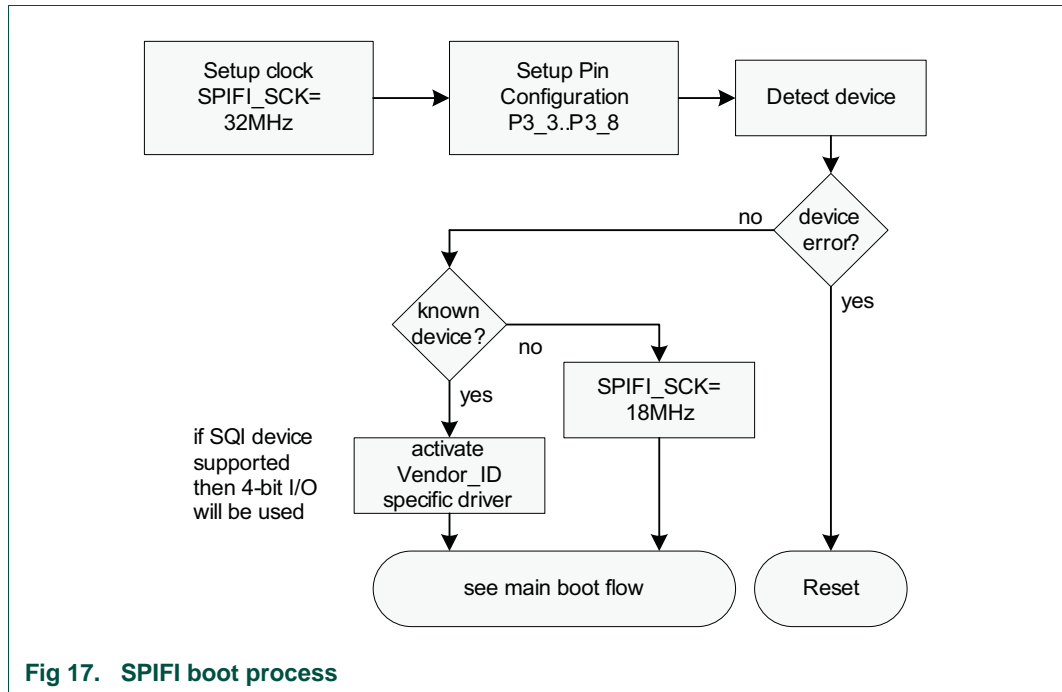 Setup clock
SPIFI_SCK=
32MHz
Setup Pin
Configuration
P3_3..P3_8
Detect device
device
error?
no
yes
known
device?
no
yes
SPIFI_SCK=
18MHz
if SQI device
supported
then 4-bit I/O
will be used
activate
Vendor_ID
specific driver
see main boot flow
Reset
Fig 17. SPIFI boot process